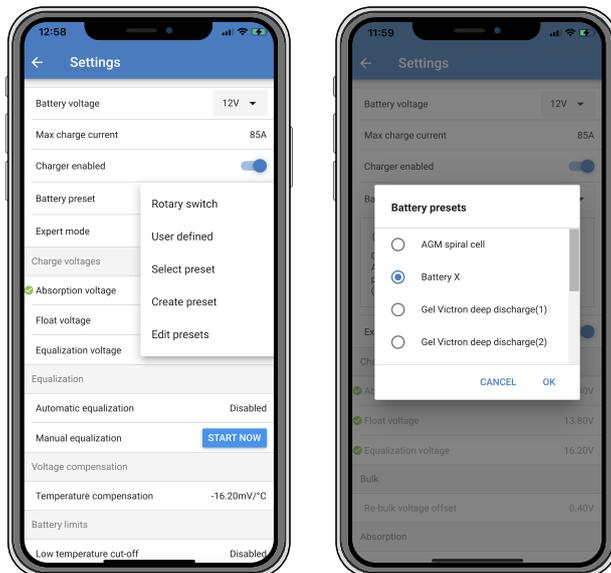 12:58
Settings
Battery voltage 12V
Max charge current 85A
Charger enabled
Battery preset
Rotary switch
User defined
Expert mode
Select preset
Charge voltages
Absorption voltage
Create preset
Float voltage
Edit presets
Equalization voltage
Equalization
Automatic equalization Disabled
Manual equalization START NOW
Voltage compensation
Temperature compensation -16.20mV/°C
Battery limits
Low temperature cut-off Disabled
11:59
Settings
Battery voltage 12V
Max charge current 85A
Charger enabled
Ba
Battery presets
AGM spiral cell
Battery X
Gel Victron deep discharge(1)
Gel Victron deep discharge(2)
CANCEL OK
Ex
Cha
Ab
Float voltage 13.80V
Equalization voltage 16.20V
Bulk
Re-bulk voltage offset 0.40V
Absorption